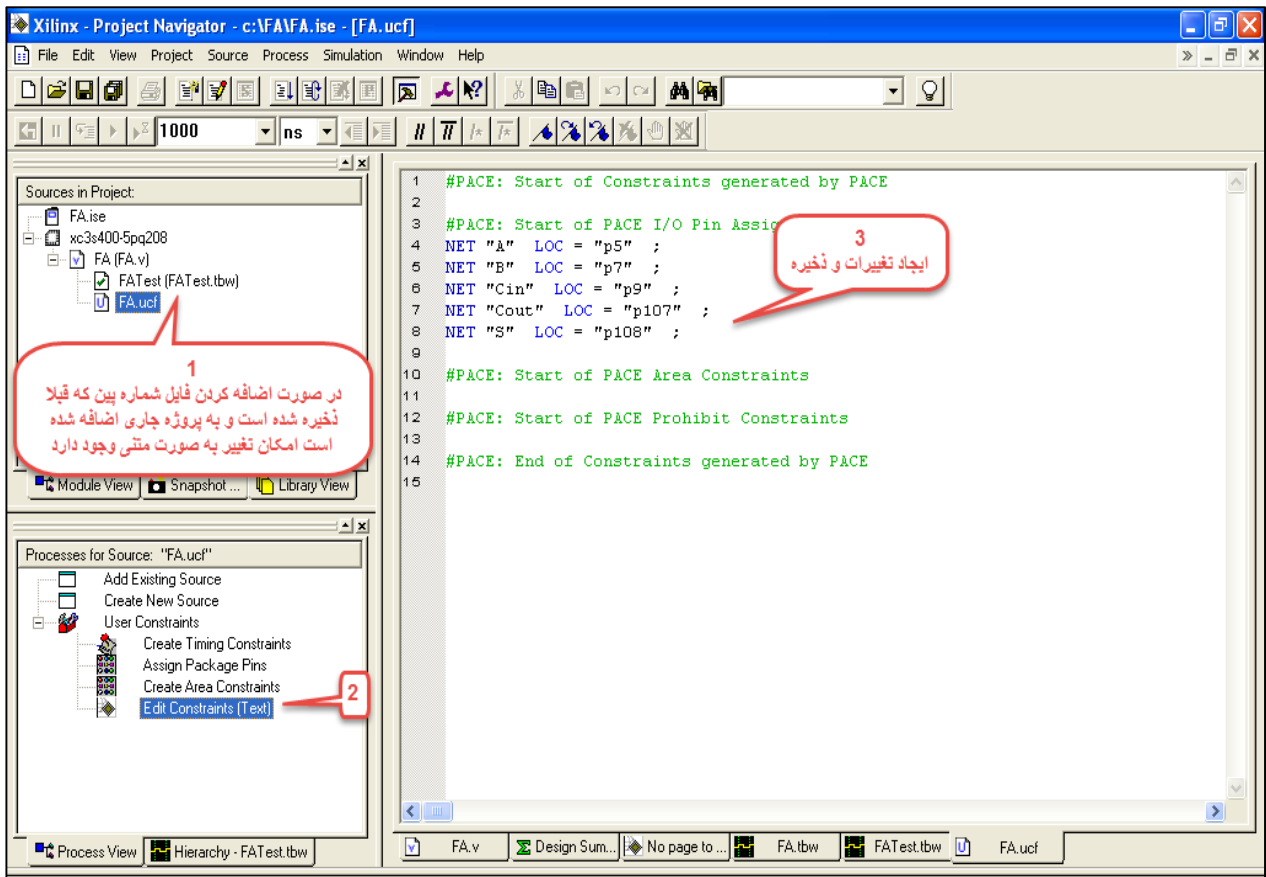 Xilinx - Project Navigator - c:\FA\FA.ise - [FA.ucf]
File Edit View Project Source Process Simulation Window Help
1000 ns
Sources in Project:
FA.ise
xc3s400-5pq208
FA (FA.v)
FATest (FATest.tbw)
FA.ucf
1
در صورت اضافه کردن فایل شماره پین که قبلا
ذخیره شده است و به پروژه جاری اضافه شده
است امکان تغییر به صورت متنی وجود دارد
Module View Snapshot ... Library View
Processes for Source: "FA.ucf"
Add Existing Source
Create New Source
User Constraints
Create Timing Constraints
Assign Package Pins
Create Area Constraints
Edit Constraints (Text)
2
Process View Hierarchy - FATest.tbw
1 #PACE: Start of Constraints generated by PACE
2
3 #PACE: Start of PACE I/O Pin Assig
4 NET "A" LOC = "p5" ;
5 NET "B" LOC = "p7" ;
6 NET "Cin" LOC = "p9" ;
7 NET "Cout" LOC = "p107" ;
8 NET "S" LOC = "p108" ;
9
10 #PACE: Start of PACE Area Constraints
11
12 #PACE: Start of PACE Prohibit Constraints
13
14 #PACE: End of Constraints generated by PACE
15
3
ایجاد تغییرات و ذخیره
FA.v Design Sum... No page to ... FA.tbw FATest.tbw FA.ucf